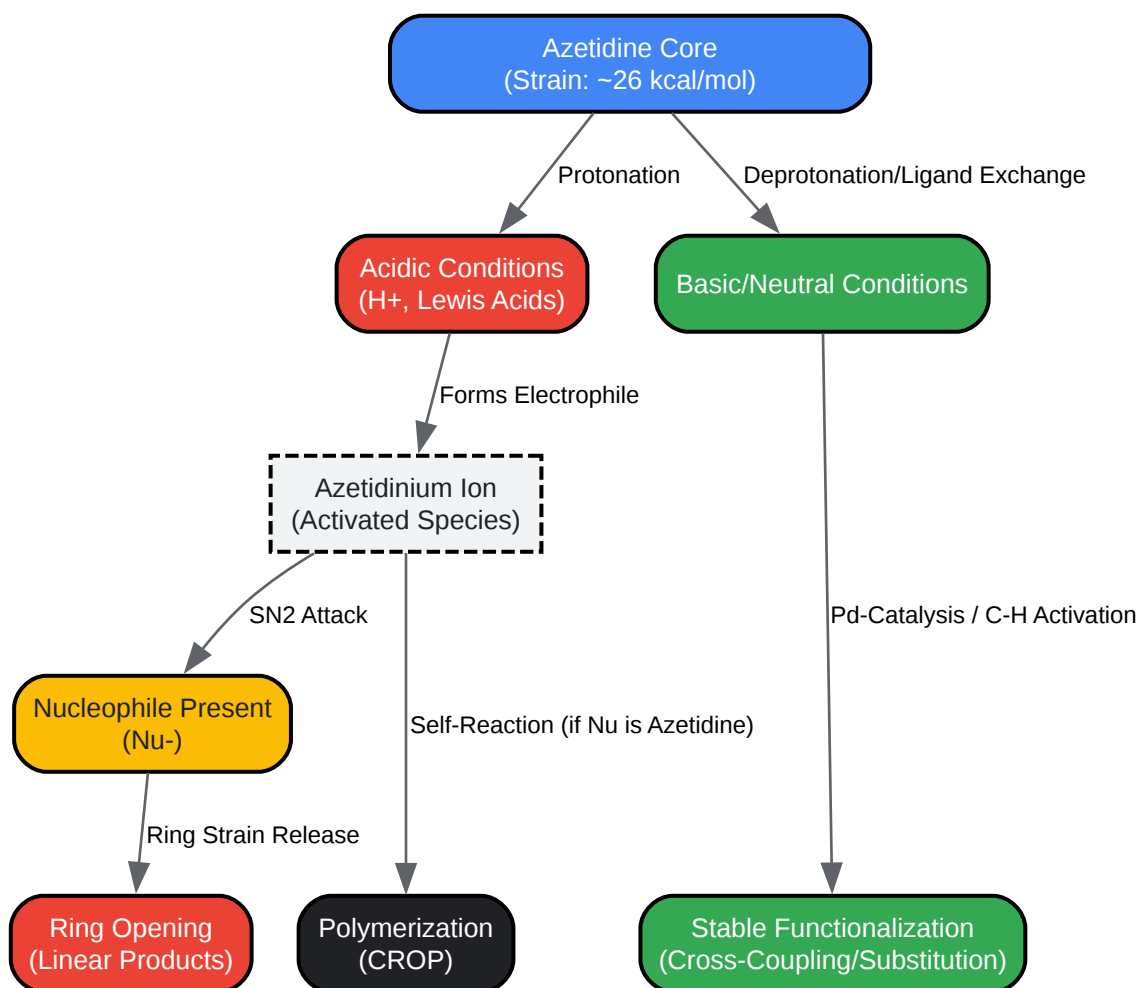 Azetidine Core
(Strain: ~26 kcal/mol)
Protonation
Deprotonation/Ligand Exchange
Acidic Conditions
(H+, Lewis Acids)
Basic/Neutral Conditions
Forms Electrophile
Azetidinium Ion
(Activated Species)
SN2 Attack
Pd-Catalysis / C-H Activation
Nucleophile Present
(Nu-)
Self-Reaction (if Nu is Azetidine)
Ring Strain Release
Ring Opening
(Linear Products)
Polymerization
(CROP)
Stable Functionalization
(Cross-Coupling/Substitution)